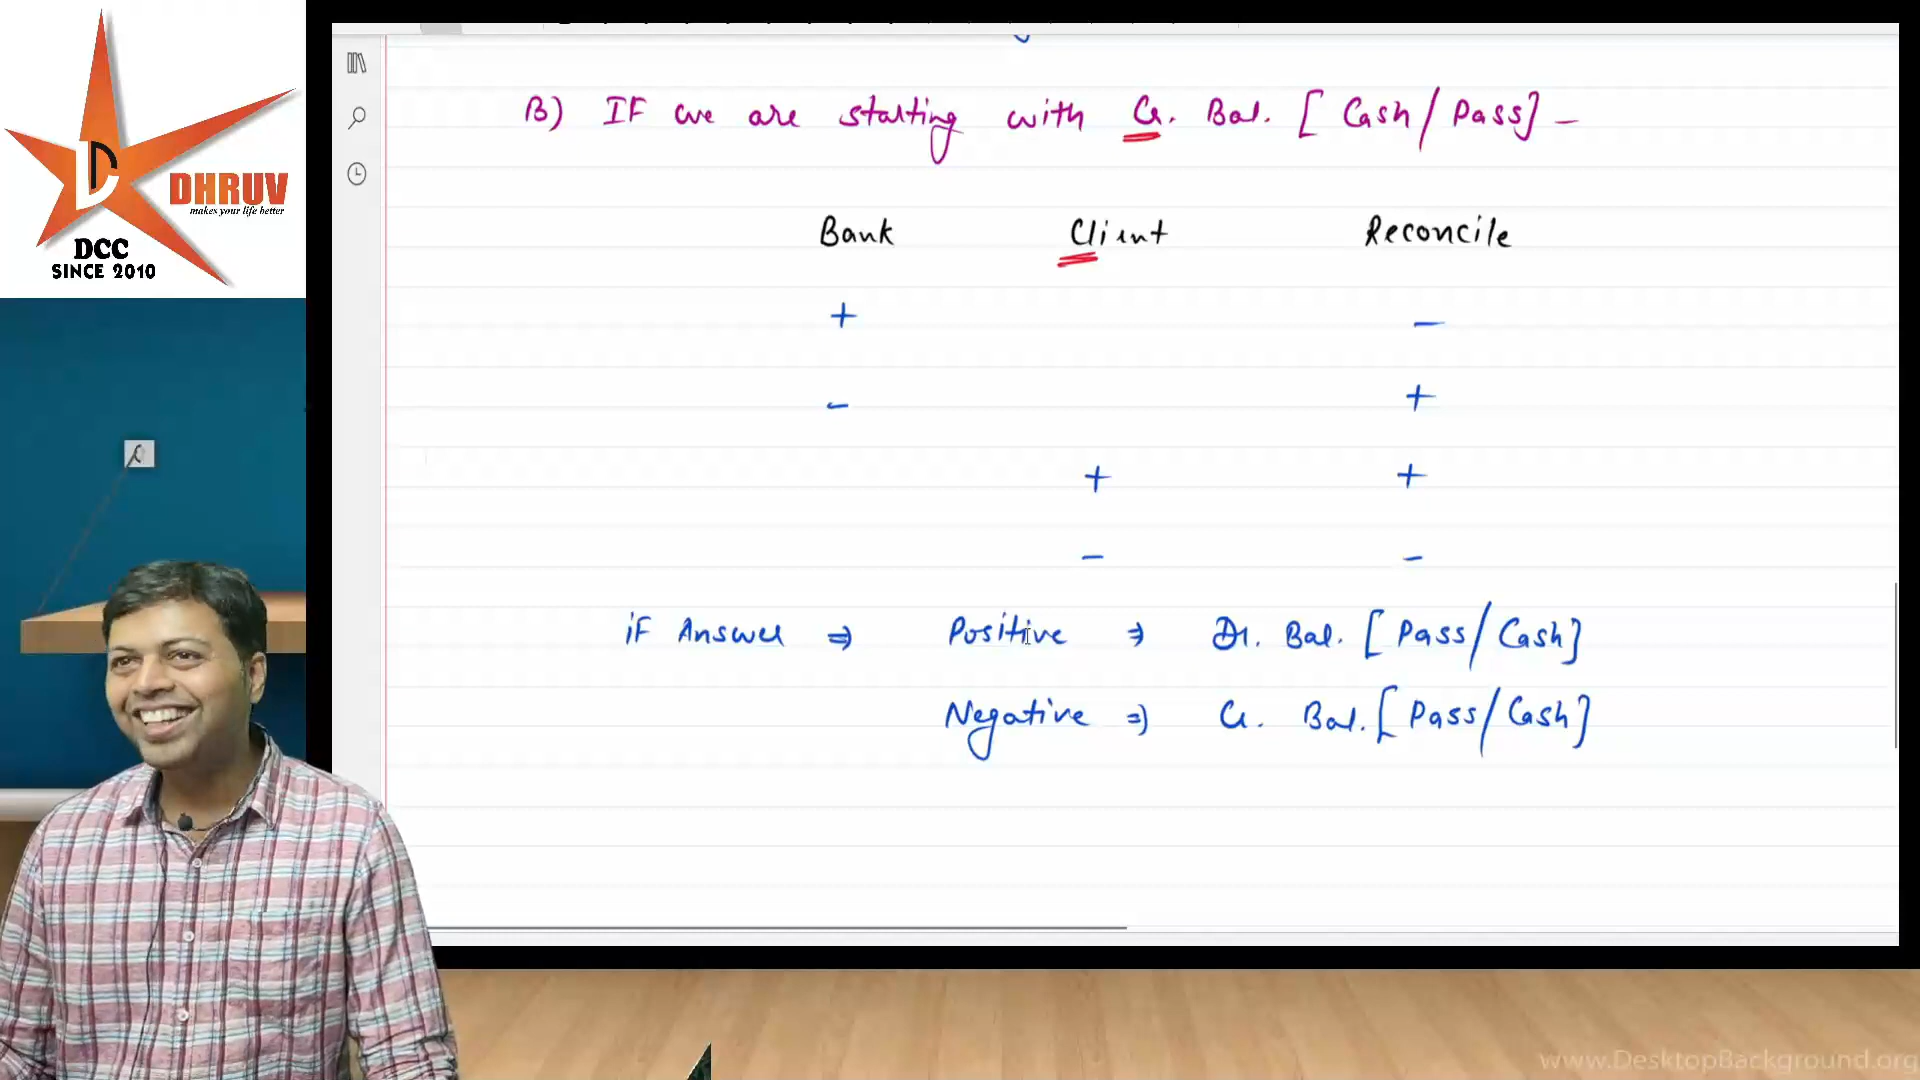 DHRUV
makes your life better
DCC
SINCE 2010
B) IF we are starting with Cr. Bal. [Cash/Pass] -
Bank Client Reconcile
+ -
- +
+ +
- -
iF Answer ⇒ Positive ⇒ Dr. Bal. [Pass/Cash]
Negative ⇒ Cr. Bal. [Pass/Cash]
www.DesktopBackground.org